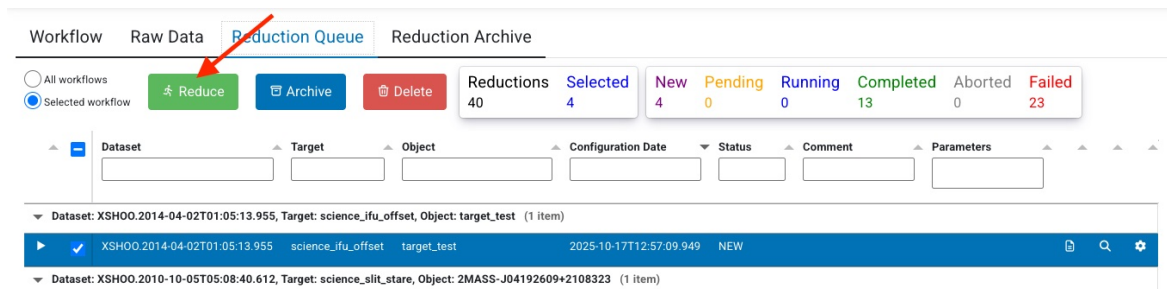 Workflow Raw Data Reduction Queue Reduction Archive
All workflows
Selected workflow
Reduce Archive Delete
Reductions Selected New Pending Running Completed Aborted Failed
40 4 4 0 0 13 0 23
Dataset Target Object Configuration Date Status Comment Parameters
Dataset: XSHOO.2014-04-02T01:05:13.955, Target: science_ifu_offset, Object: target_test (1 item)
XSHOO.2014-04-02T01:05:13.955 science_ifu_offset target_test 2025-10-17T12:57:09.949 NEW
Dataset: XSHOO.2010-10-05T05:08:40.612, Target: science_slit_stare, Object: 2MASS-J04192609+2108323 (1 item)